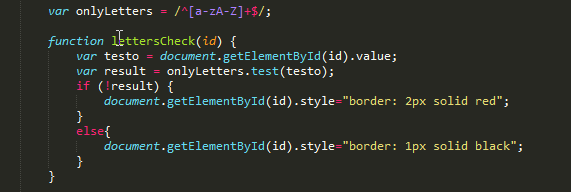 var onlyLetters = /^[a-zA-Z]+$/;
function lettersCheck(id) {
var testo = document.getElementById(id).value;
var result = onlyLetters.test(testo);
if (!result) {
document.getElementById(id).style="border: 2px solid red";
}
else{
document.getElementById(id).style="border: 1px solid black";
}
}